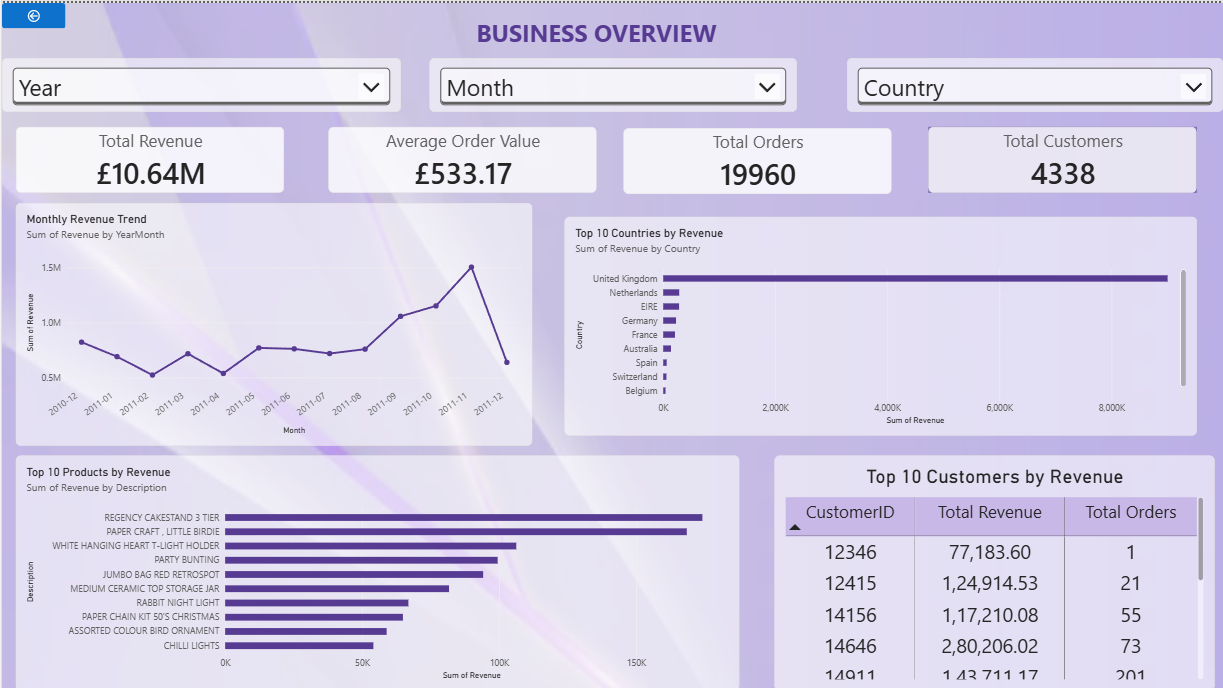 BUSINESS OVERVIEW
Year
Month
Country
Total Revenue
£10.64M
Average Order Value
£533.17
Total Orders
19960
Total Customers
4338
Monthly Revenue Trend
Sum of Revenue by YearMonth
Sum of Revenue
1.5M
1.0M
0.5M
2010-12
2011-01
2011-02
2011-03
2011-04
2011-05
2011-06
2011-07
2011-08
2011-09
2011-10
2011-11
2011-12
Month
Top 10 Countries by Revenue
Sum of Revenue by Country
Country
United Kingdom
Netherlands
EIRE
Germany
France
Australia
Spain
Switzerland
Belgium
0K 2,000K 4,000K 6,000K 8,000K
Sum of Revenue
Top 10 Products by Revenue
Sum of Revenue by Description
Description
REGENCY CAKESTAND 3 TIER
PAPER CRAFT , LITTLE BIRDIE
WHITE HANGING HEART T-LIGHT HOLDER
PARTY BUNTING
JUMBO BAG RED RETROSPOT
MEDIUM CERAMIC TOP STORAGE JAR
RABBIT NIGHT LIGHT
PAPER CHAIN KIT 50'S CHRISTMAS
ASSORTED COLOUR BIRD ORNAMENT
CHILLI LIGHTS
0K 50K 100K 150K
Sum of Revenue
Top 10 Customers by Revenue
CustomerID Total Revenue Total Orders
12346 77,183.60 1
12415 1,24,914.53 21
14156 1,17,210.08 55
14646 2,80,206.02 73
14911 1,43,711.17 201